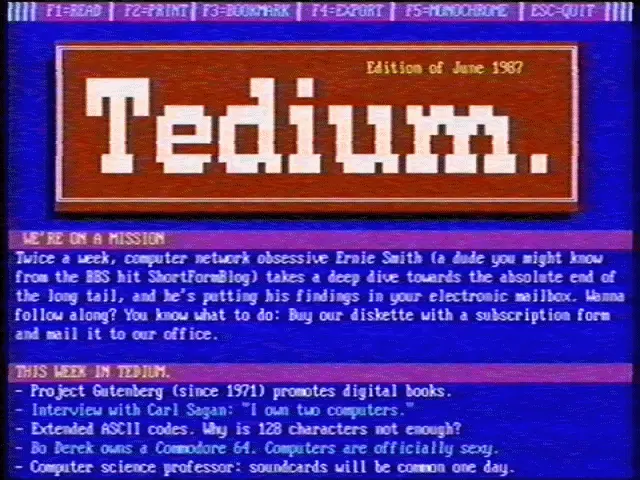 F1=READ | F2=PRINT | F3=BOOKMARK | F4=EXPORT | F5=MONOCHROME | ESC=QUIT
Edition of June 1987
Tedium.
WE'RE ON A MISSION
Twice a week, computer network obsessive Ernie Smith (a dude you might know
from the BBS hit ShortFormBlog) takes a deep dive towards the absolute end of
the long tail, and he's putting his findings in your electronic mailbox. Wanna
follow along? You know what to do: Buy our diskette with a subscription form
and mail it to our office.
THIS WEEK IN TEDIUM.
- Project Gutenberg (since 1971) promotes digital books.
- Interview with Carl Sagan: "I own two computers."
- Extended ASCII codes. Why is 128 characters not enough?
- Bo Derek owns a Commodore 64. Computers are officially sexy.
- Computer science professor: soundcards will be common one day.